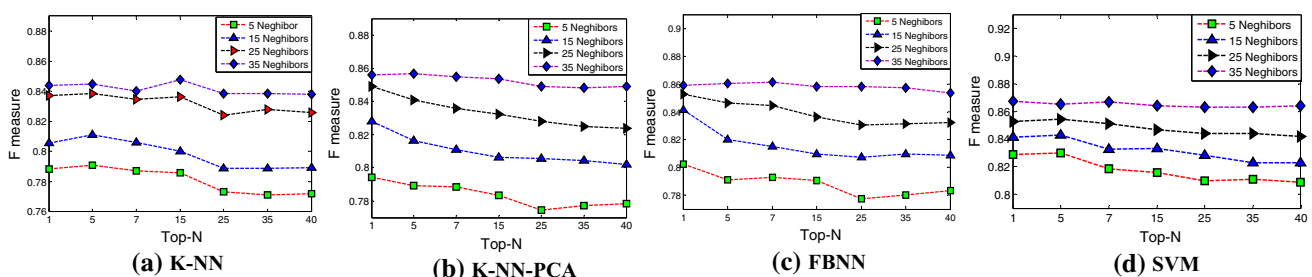 0.88
0.86
0.84
0.82
0.8
0.78
0.76
F measure
5 Neghibor
15 Neghibors
25 Neghibors
35 Neghibors
1 5 7 15 25 35 40
Top-N
(a) K-NN
0.88
0.86
0.84
0.82
0.8
0.78
F measure
5 Neghibors
15 Neghibors
25 Neghibors
35 Neghibors
1 5 7 15 25 35 40
Top-N
(b) K-NN-PCA
0.9
0.87
0.84
0.81
0.78
F measure
5 Neghibors
15 Neghibors
25 Neghibors
35 Neghibors
1 5 7 15 25 35 40
Top-N
(c) FBNN
0.92
0.9
0.88
0.86
0.84
0.82
0.8
F measure
5 Neghibors
15 Neghibors
25 Neghibors
35 Neghibors
1 5 7 15 25 35 40
Top-N
(d) SVM